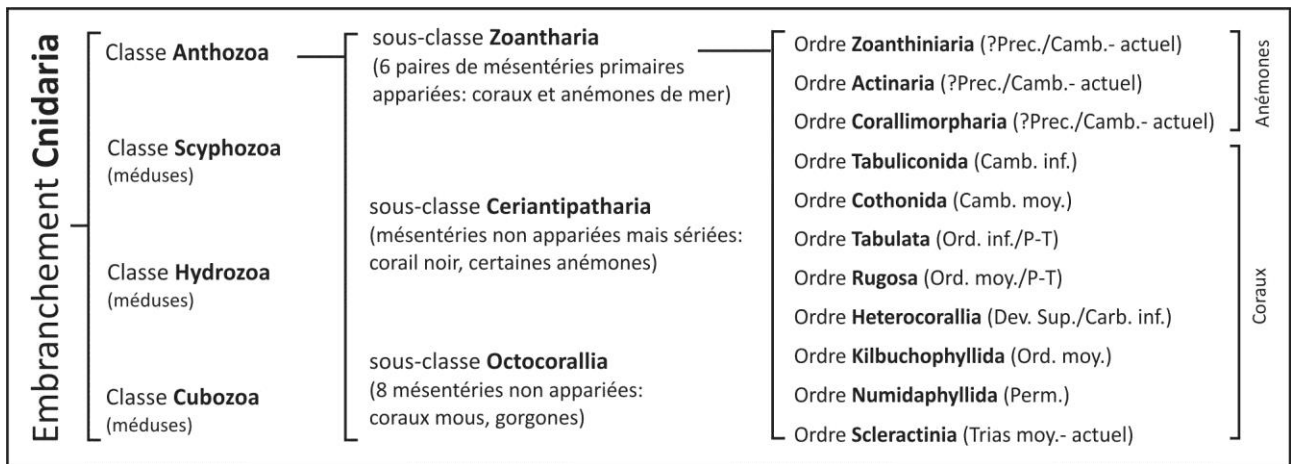 Embranchement Cnidaria
Classe Anthozoa
Classe Scyphozoa
(méduses)
Classe Hydrozoa
(méduses)
Classe Cubozoa
(méduses)
sous-classe Zoantharia
(6 paires de mésentéries primaires
appariées: coraux et anémones de mer)
sous-classe Ceriantipatharia
(mésentéries non appariées mais sériées:
corail noir, certaines anémones)
sous-classe Octocorallia
(8 mésentéries non appariées:
coraux mous, gorgones)
Ordre Zoanthiniaria (?Prec./Camb.- actuel)
Ordre Actinaria (?Prec./Camb.- actuel)
Ordre Corallimorpharia (?Prec./Camb.- actuel)
Ordre Tabuliconida (Camb. inf.)
Ordre Cothonida (Camb. moy.)
Ordre Tabulata (Ord. inf./P-T)
Ordre Rugosa (Ord. moy./P-T)
Ordre Heterocorallia (Dev. Sup./Carb. inf.)
Ordre Kilbuchophyllida (Ord. moy.)
Ordre Numidaphyllida (Perm.)
Ordre Scleractinia (Trias moy.- actuel)
Anémones
Coraux